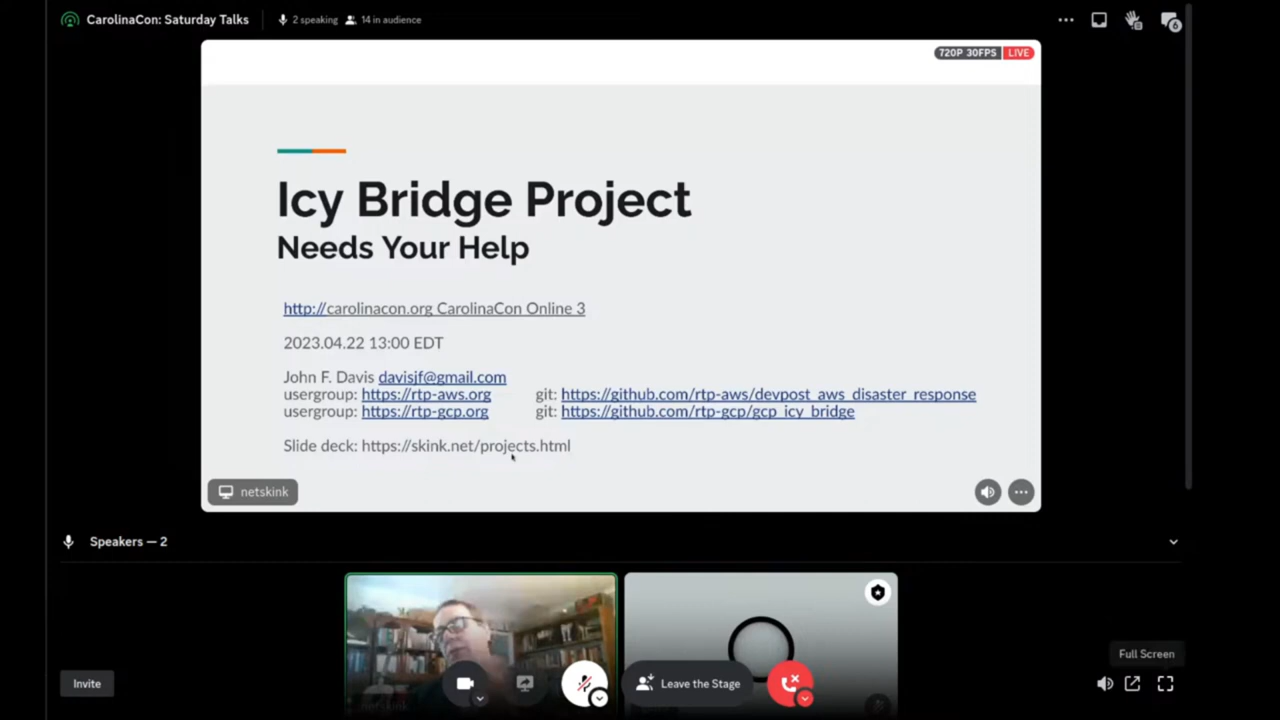 CarolinaCon: Saturday Talks
2 speaking
14 in audience
6
720P 30FPS LIVE
Icy Bridge Project
Needs Your Help
http://carolinacon.org CarolinaCon Online 3
2023.04.22 13:00 EDT
John F. Davis davisjf@gmail.com
usergroup: https://rtp-aws.org git: https://github.com/rtp-aws/devpost_aws_disaster_response
usergroup: https://rtp-gcp.org git: https://github.com/rtp-gcp/gcp_icy_bridge
Slide deck: https://skink.net/projects.html
netskink
Speakers — 2
Full Screen
Invite
Leave the Stage
netskink